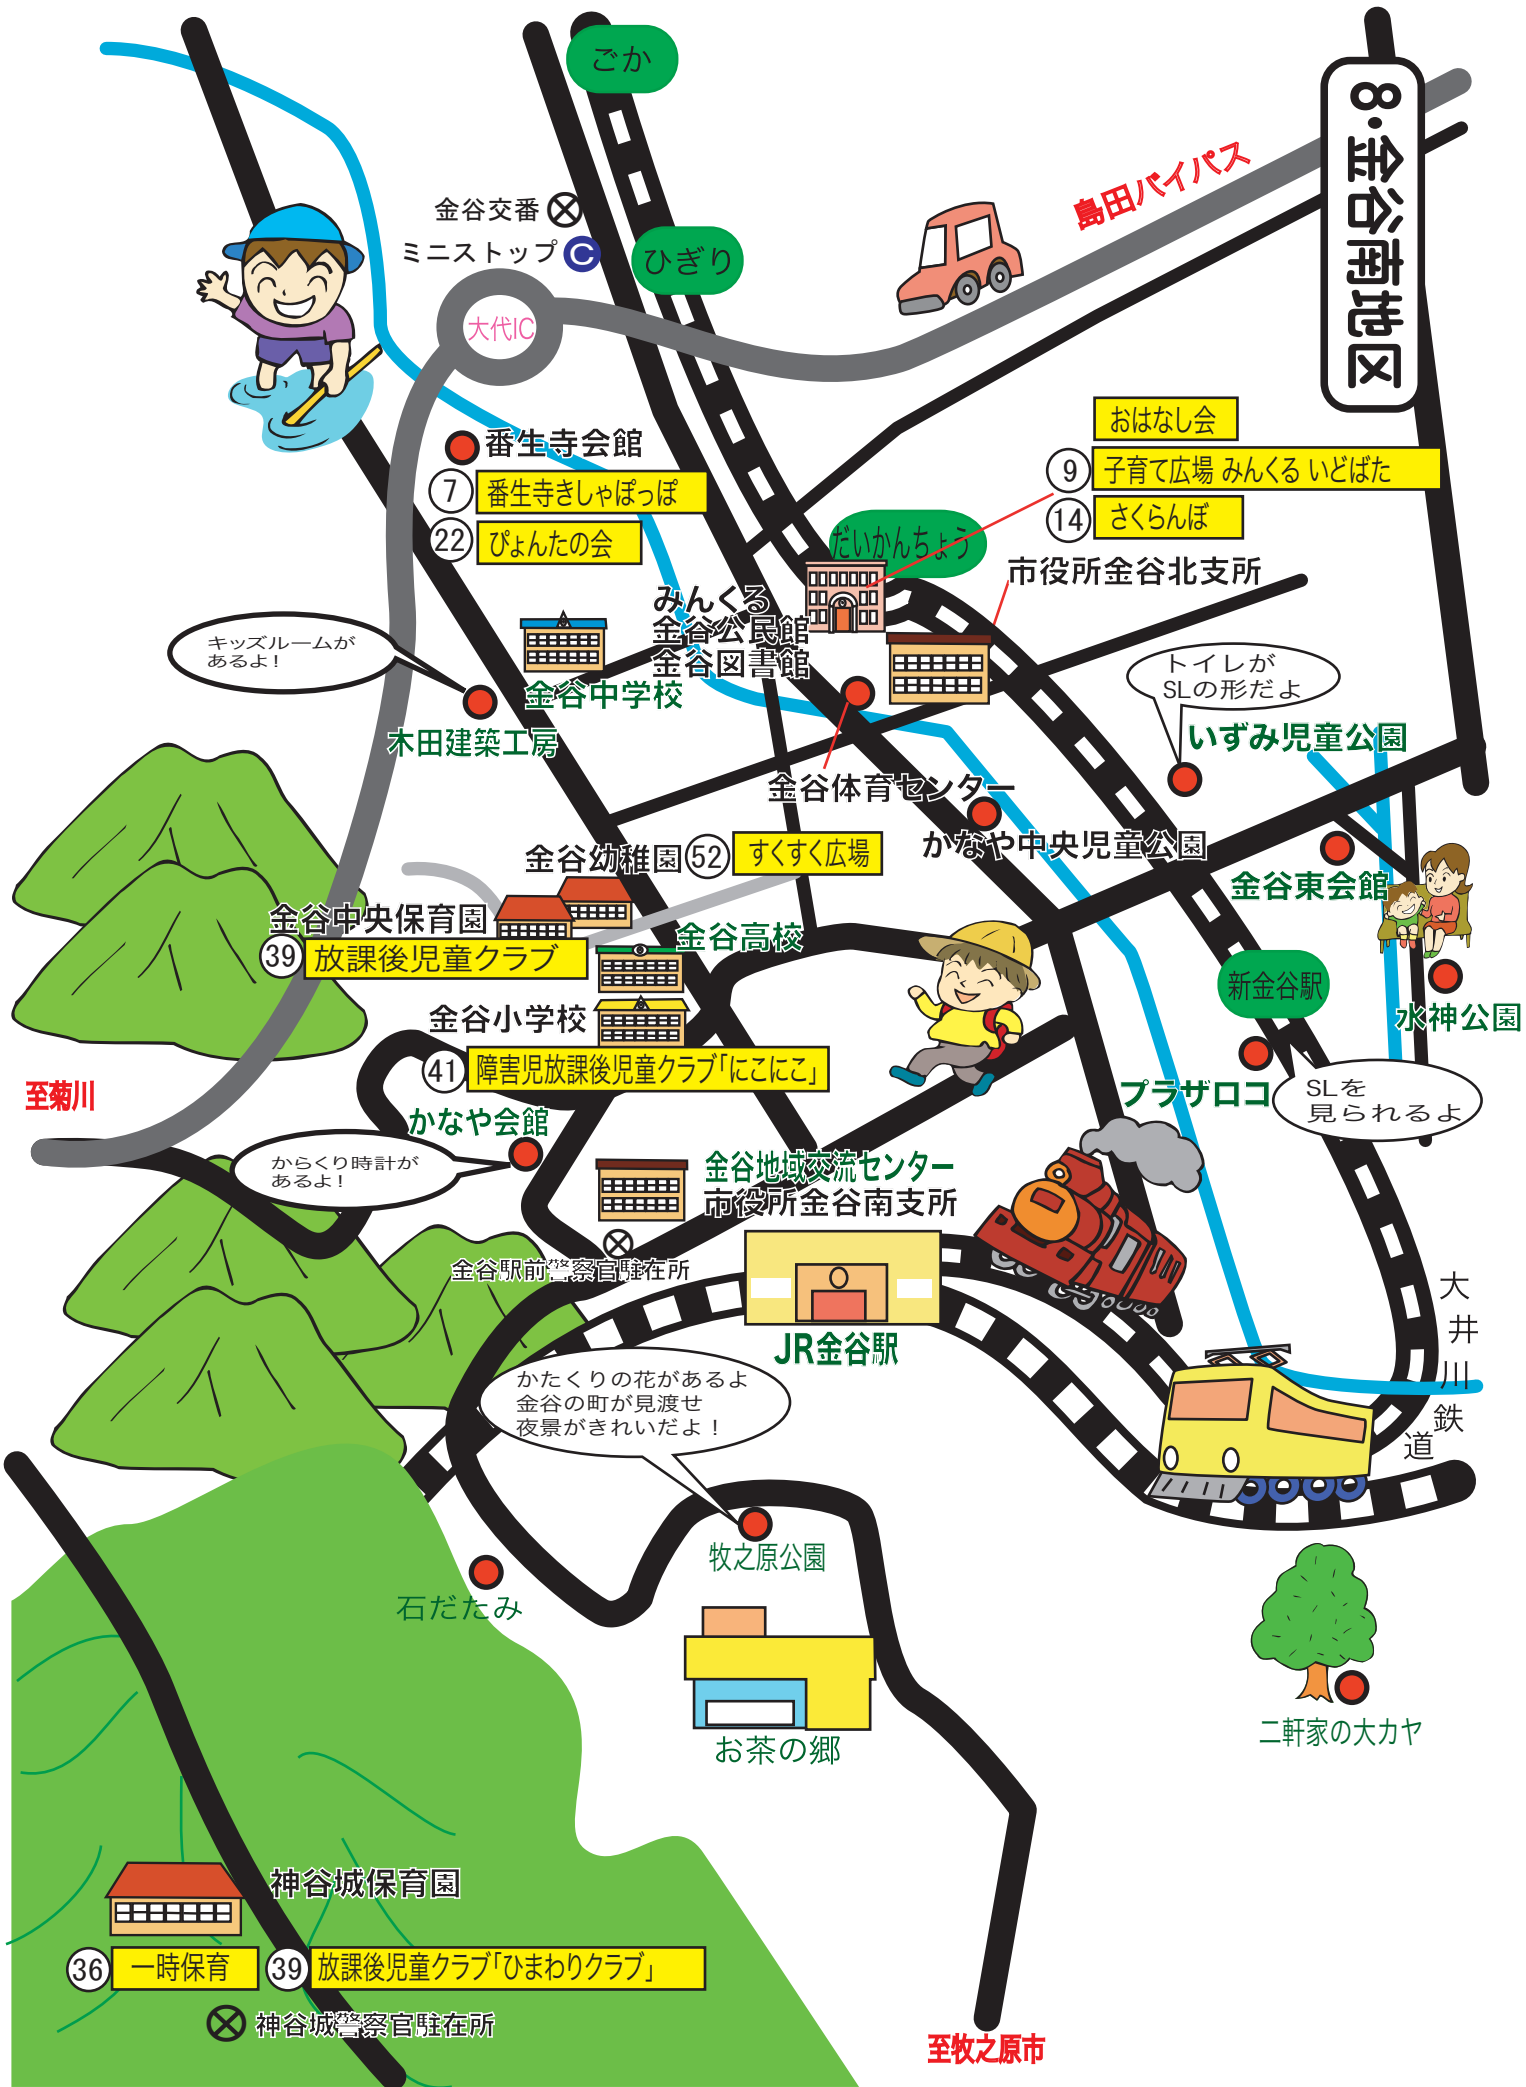 ごか
8・金谷南地区
島田バイパス
金谷交番
ミニストップ
C
ひぎり
大代IC
おはなし会
番生寺会館
9
子育て広場 みんくる いどばた
7
番生寺きしゃぽっぽ
14
さくらんぼ
22
ぴょんたの会
だいかんちょう
市役所金谷北支所
みんくる
金谷公民館
金谷図書館
キッズルームが
あるよ！
金谷中学校
トイレが
SLの形だよ
木田建築工房
いずみ児童公園
金谷体育センター
かなや中央児童公園
金谷幼稚園
52
すくすく広場
金谷東会館
金谷中央保育園
39
放課後児童クラブ
金谷高校
新金谷駅
水神公園
金谷小学校
41
障害児放課後児童クラブ「にこにこ」
至菊川
プラザロコ
SLを
見られるよ
かなや会館
からくり時計が
あるよ！
金谷地域交流センター
市役所金谷南支所
金谷駅前警察官駐在所
JR金谷駅
大井川鉄道
かたくりの花があるよ
金谷の町が見渡せ
夜景がきれいだよ！
牧之原公園
石だたみ
お茶の郷
二軒家の大カヤ
神谷城保育園
36
一時保育
39
放課後児童クラブ「ひまわりクラブ」
神谷城警察官駐在所
至牧之原市